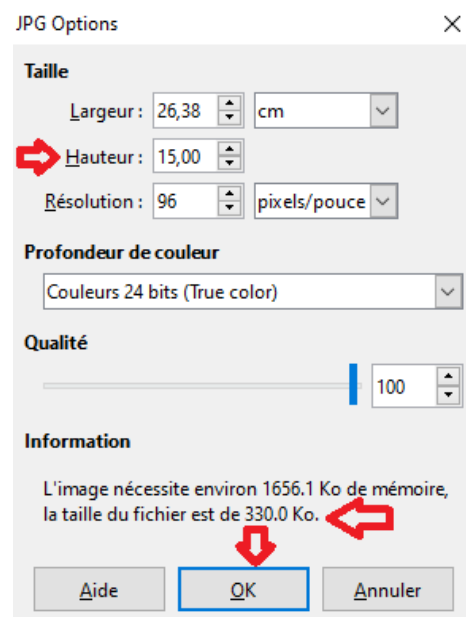 JPG Options
Taille
Largeur : 26,38 cm
Hauteur : 15,00
Résolution : 96 pixels/pouce
Profondeur de couleur
Couleurs 24 bits (True color)
Qualité
100
Information
L'image nécessite environ 1656.1 Ko de mémoire,
la taille du fichier est de 330.0 Ko.
Aide OK Annuler